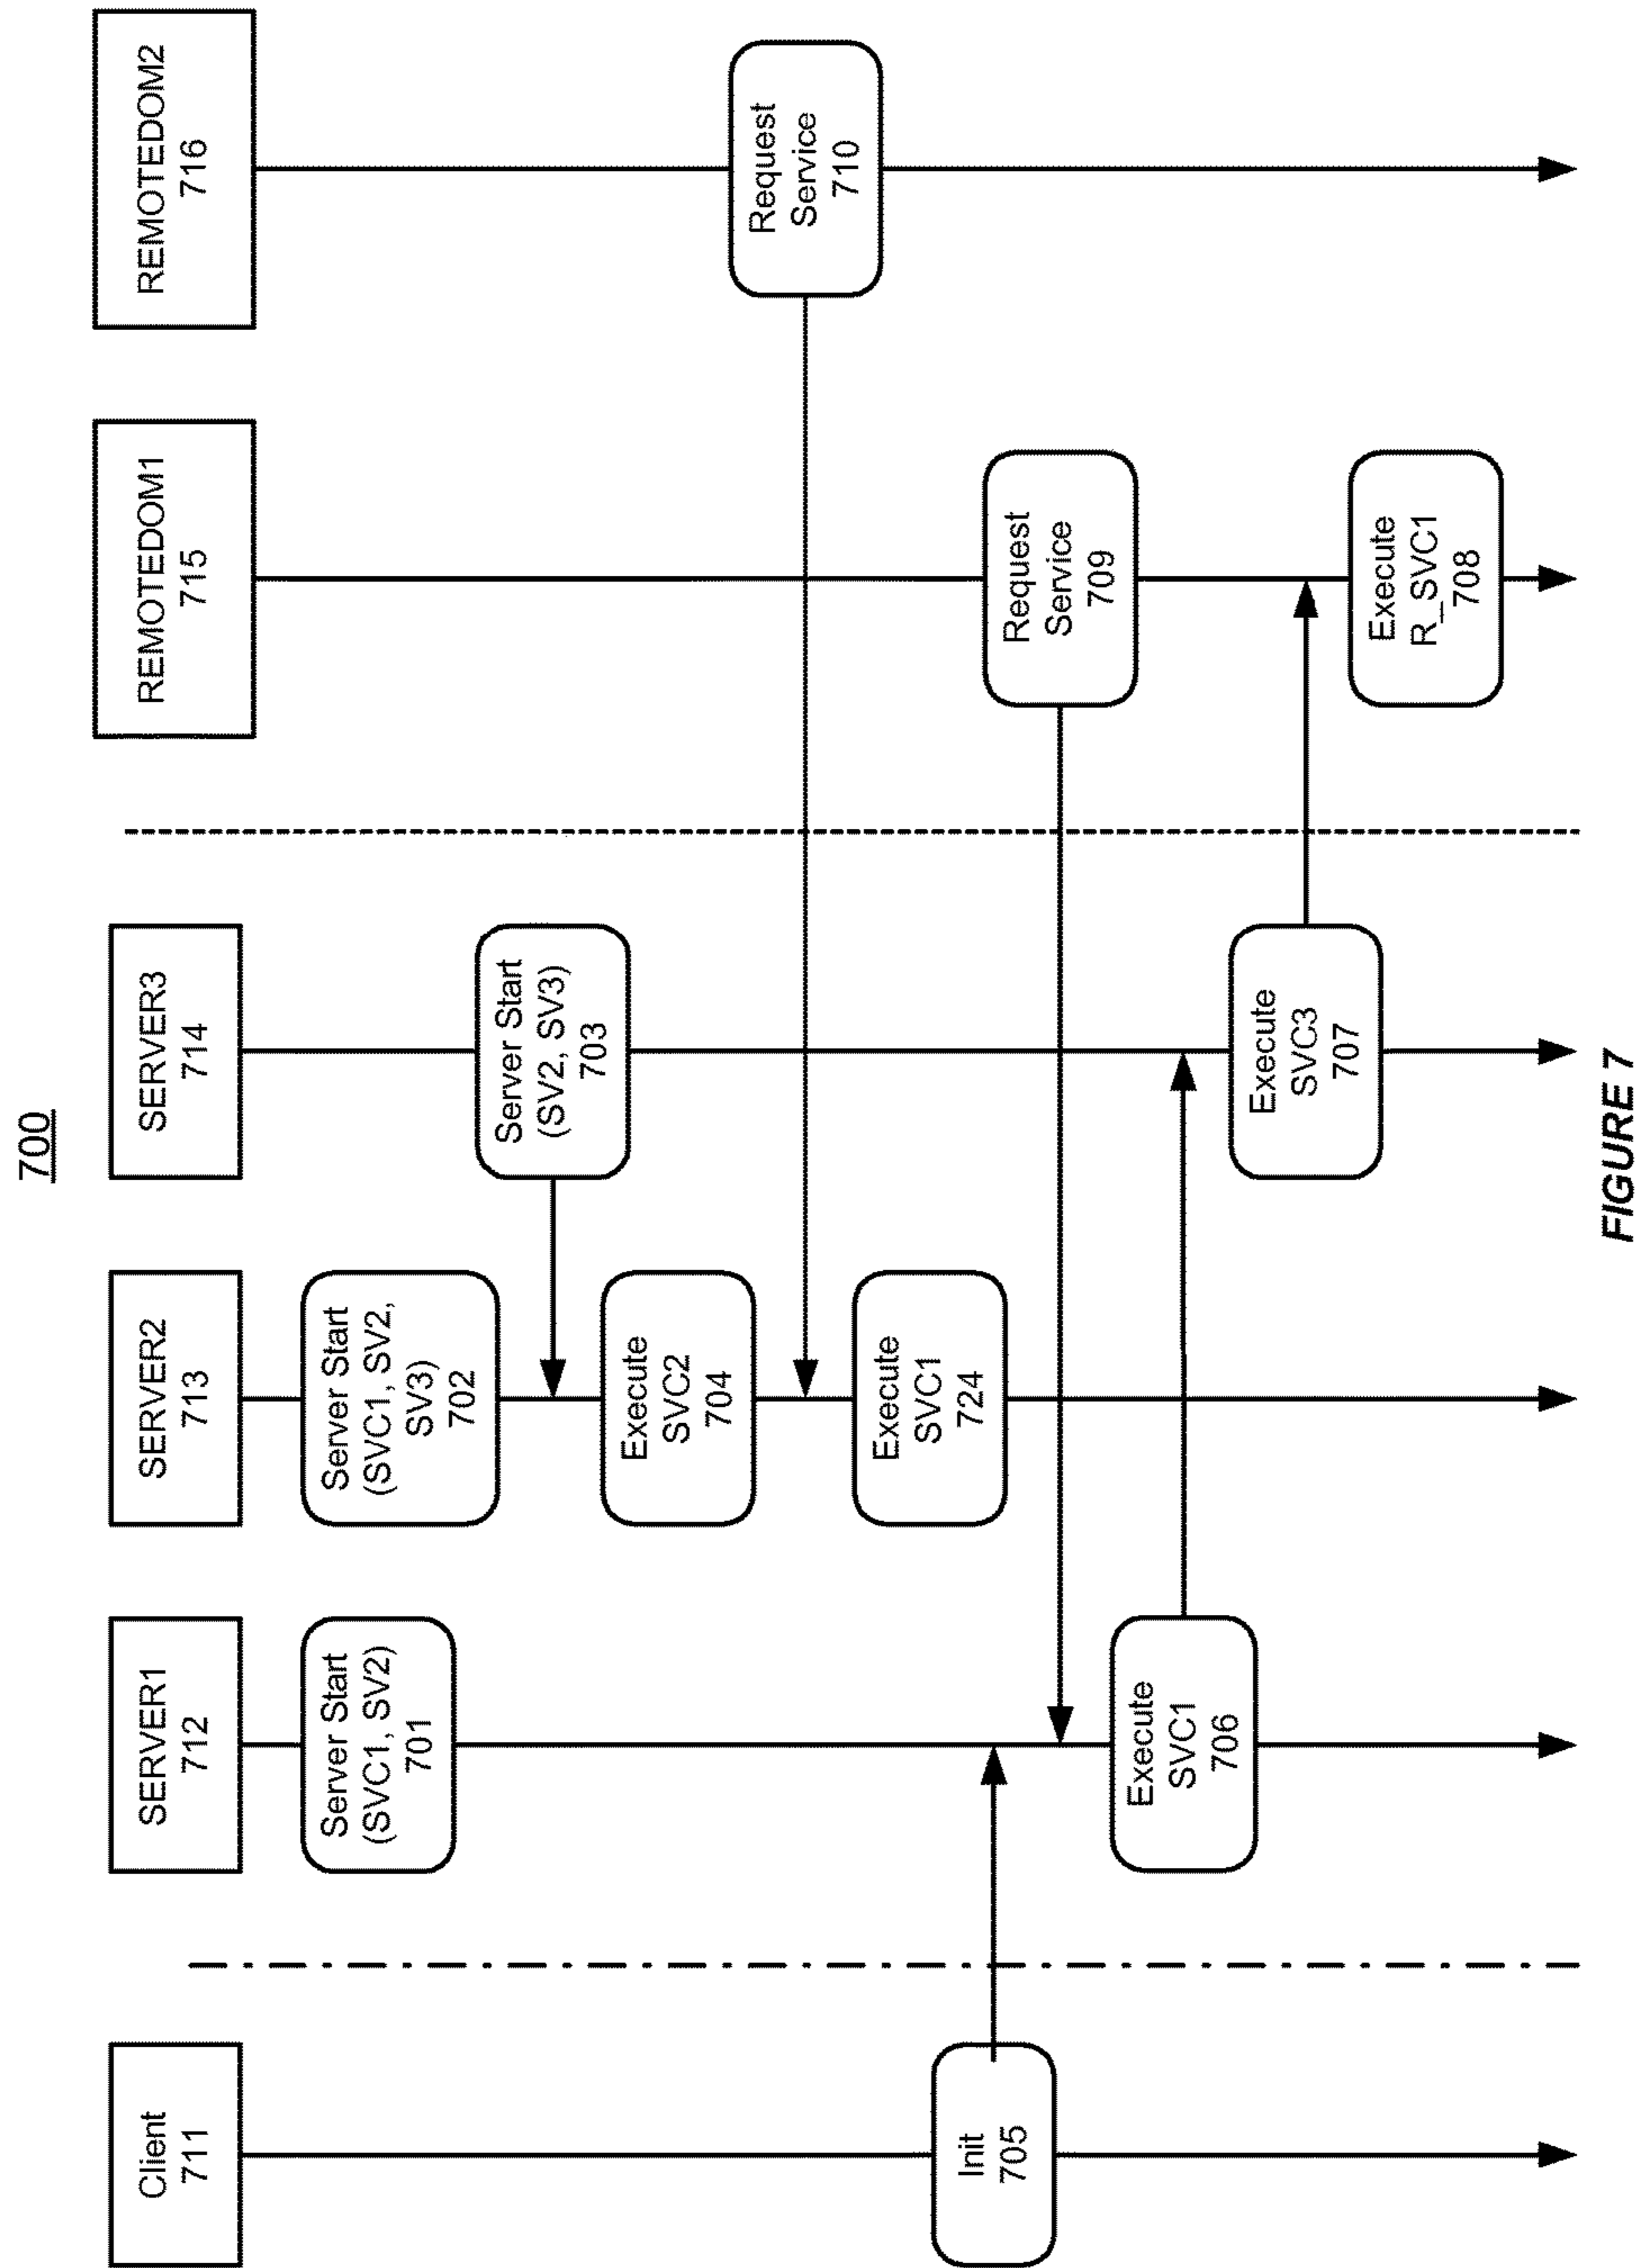 700
Client
711
SERVER1
712
SERVER2
713
SERVER3
714
REMOTEDOM1
715
REMOTEDOM2
716
Server Start
(SVC1, SV2)
701
Server Start
(SVC1, SV2,
SV3)
702
Server Start
(SV2, SV3)
703
Execute
SVC2
704
Request
Service
710
Execute
SVC1
724
Init
705
Request
Service
709
Execute
SVC1
706
Execute
SVC3
707
Execute
R_SVC1
708
FIGURE 7